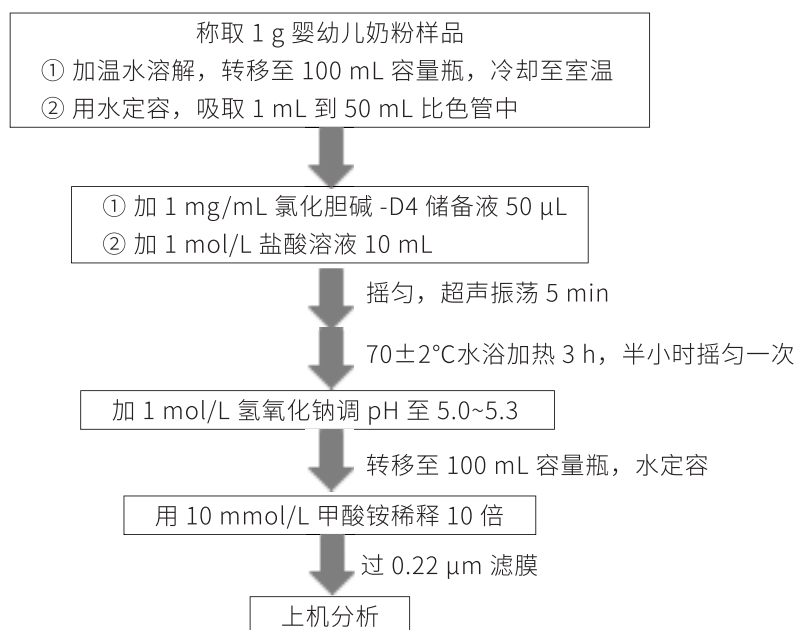 称取 1 g 婴幼儿奶粉样品
① 加温水溶解，转移至 100 mL 容量瓶，冷却至室温
② 用水定容，吸取 1 mL 到 50 mL 比色管中
① 加 1 mg/mL 氯化胆碱 -D4 储备液 50 μL
② 加 1 mol/L 盐酸溶液 10 mL
摇匀，超声振荡 5 min
70±2℃水浴加热 3 h，半小时摇匀一次
加 1 mol/L 氢氧化钠调 pH 至 5.0~5.3
转移至 100 mL 容量瓶，水定容
用 10 mmol/L 甲酸铵稀释 10 倍
过 0.22 μm 滤膜
上机分析